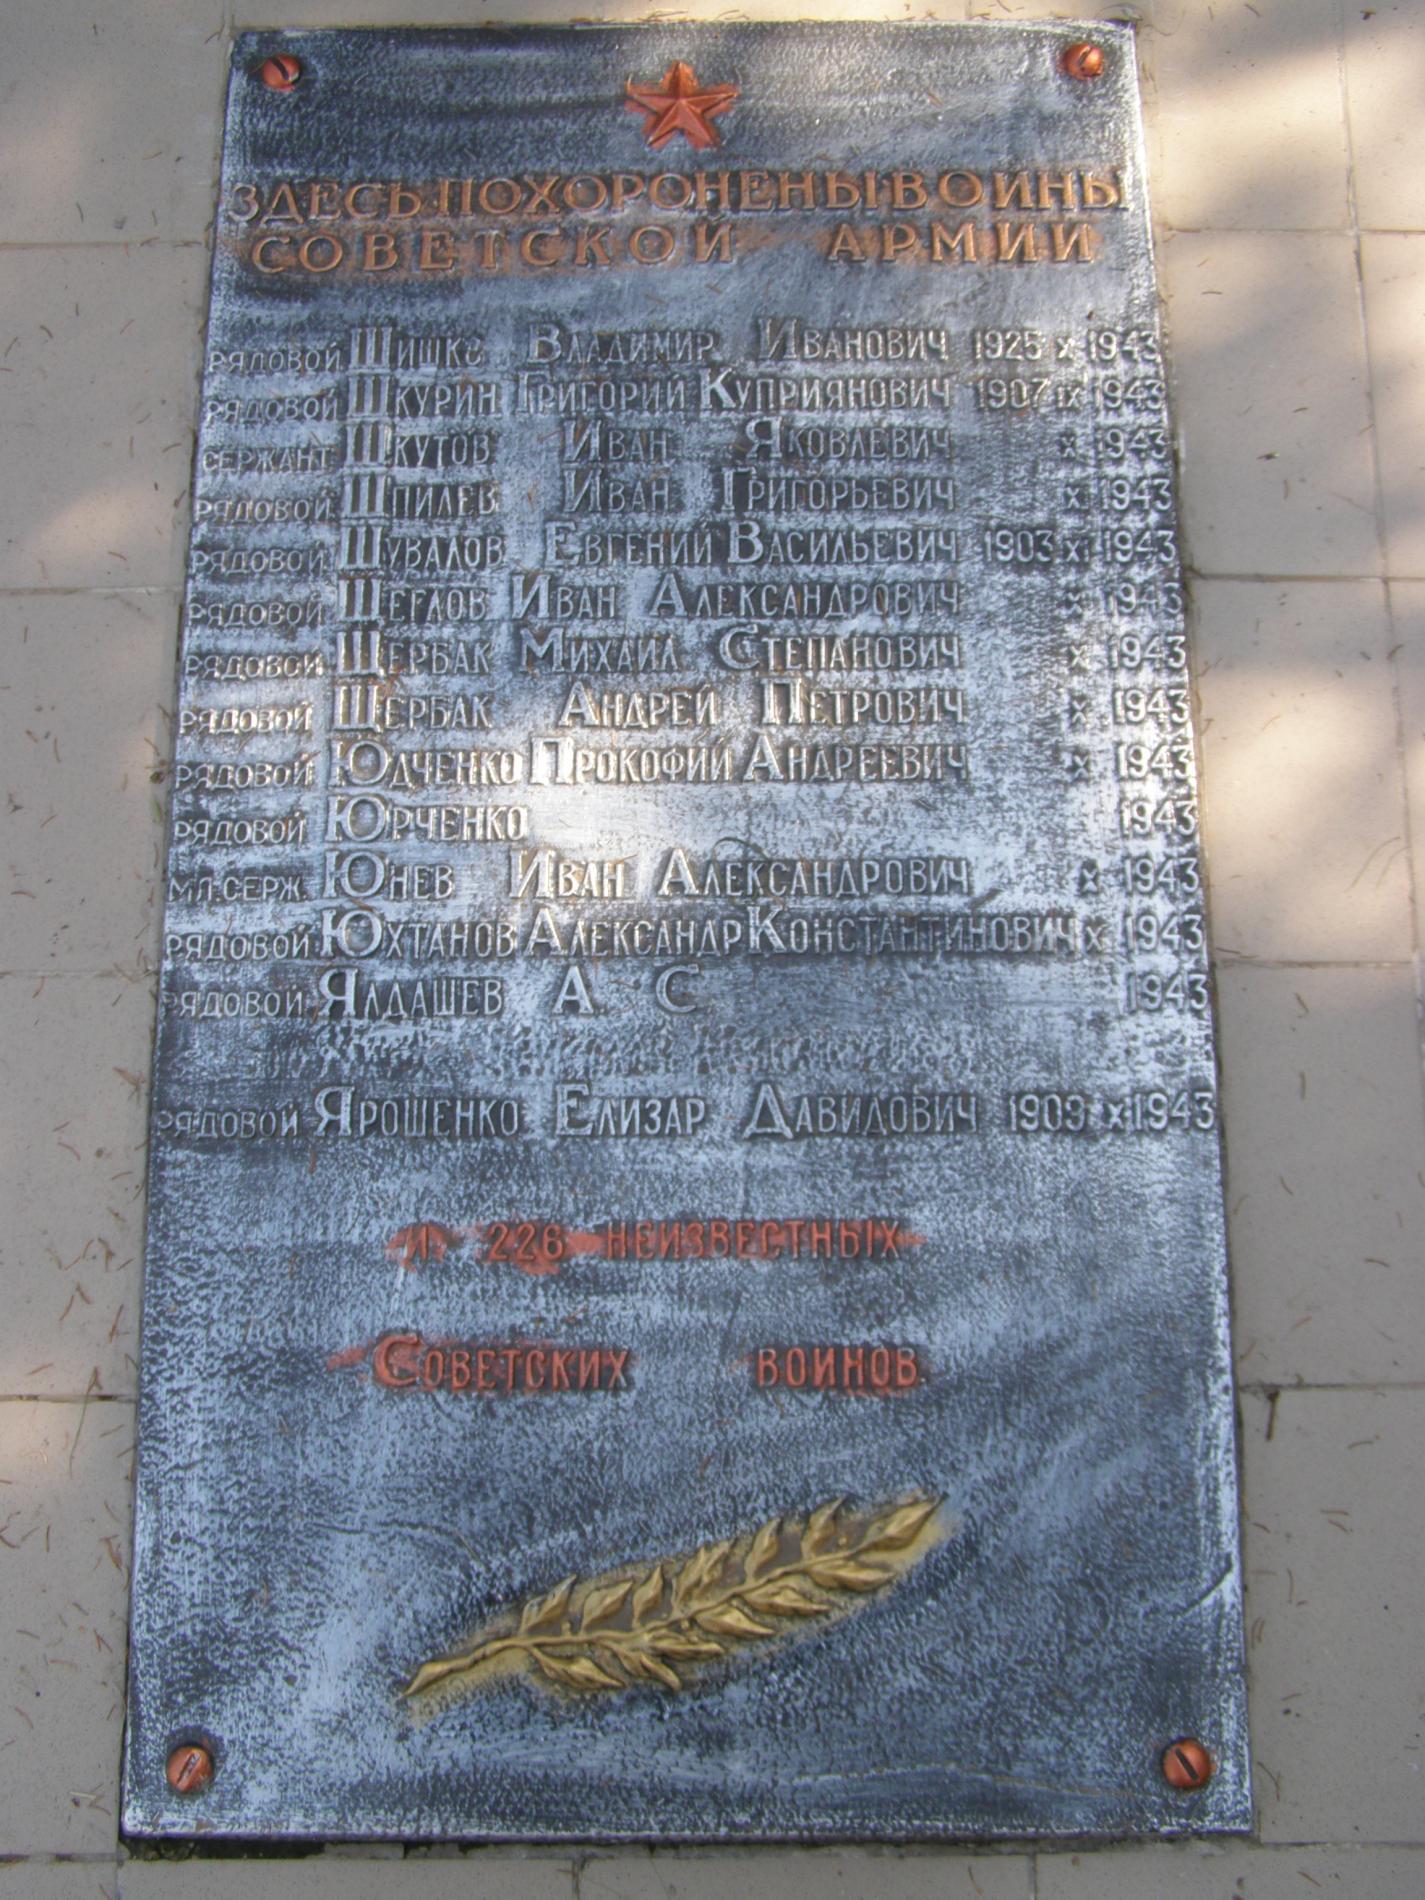 ЗДЕСЬ ПОХОРОНЕНЫ ВОИНЫ
СОВЕТСКОЙ АРМИИ
РЯДОВОЙ ШИШКО ВЛАДИМИР ИВАНОВИЧ 1925 X 1943
РЯДОВОЙ ШКУРИН ГРИГОРИЙ КУПРИЯНОВИЧ 1907 IX 1943
СЕРЖАНТ ШКУТОВ ИВАН ЯКОВЛЕВИЧ X 1943
РЯДОВОЙ ШПИЛЕВ ИВАН ГРИГОРЬЕВИЧ X 1943
РЯДОВОЙ ШУВАЛОВ ЕВГЕНИЙ ВАСИЛЬЕВИЧ 1903 XI 1943
РЯДОВОЙ ЩЕГЛОВ ИВАН АЛЕКСАНДРОВИЧ X 1943
РЯДОВОЙ ЩЕРБАК МИХАИЛ СТЕПАНОВИЧ X 1943
РЯДОВОЙ ЩЕРБАК АНДРЕЙ ПЕТРОВИЧ X 1943
РЯДОВОЙ ЮДЧЕНКО ПРОКОФИЙ АНДРЕЕВИЧ X 1943
РЯДОВОЙ ЮРЧЕНКО 1943
МЛ.СЕРЖ. ЮНЕВ ИВАН АЛЕКСАНДРОВИЧ X 1943
РЯДОВОЙ ЮХТАНОВ АЛЕКСАНДР КОНСТАНТИНОВИЧ X 1943
РЯДОВОЙ ЯЛДАШЕВ А. С 1943
РЯДОВОЙ ЯРОШЕНКО ЕЛИЗАР ДАВИДОВИЧ 1909 X 1943
И 226 НЕИЗВЕСТНЫХ
СОВЕТСКИХ ВОИНОВ.